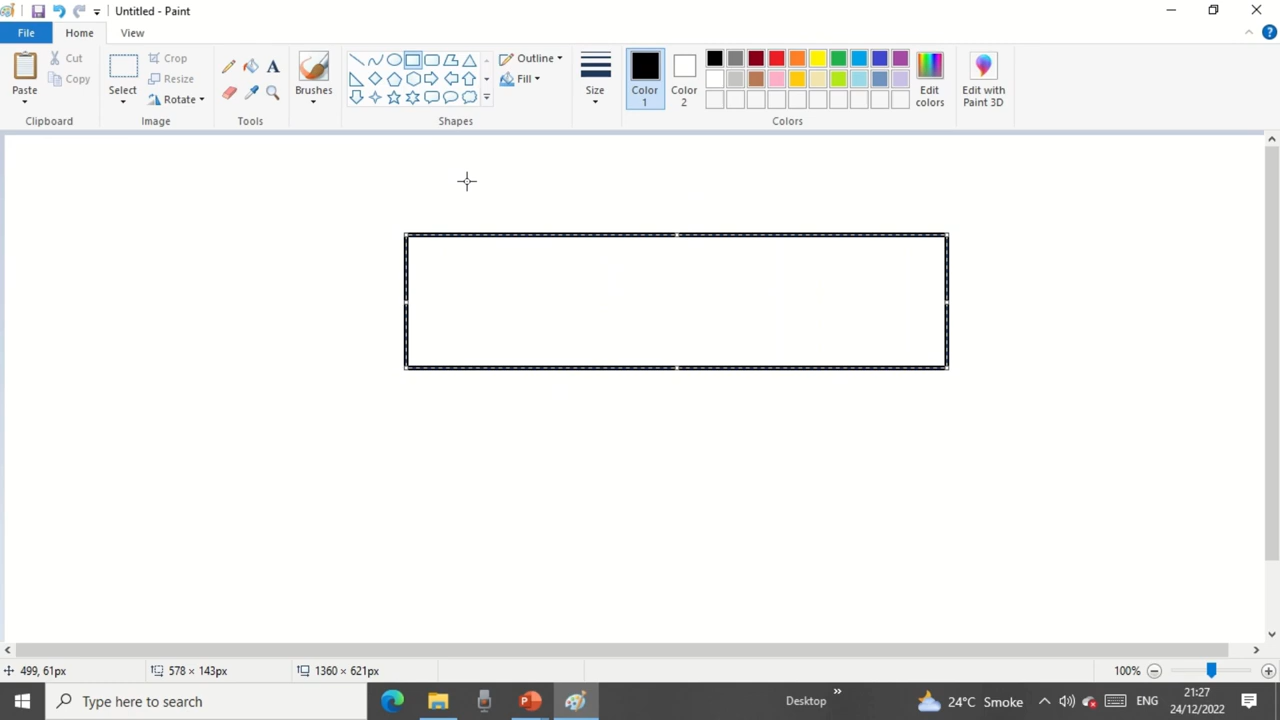 Untitled - Paint
File
Home
View
Paste
Cut
Copy
Clipboard
Select
Crop
Resize
Rotate
Image
A
Tools
Brushes
Outline
Fill
Shapes
Size
Color 1
Color 2
Edit colors
Colors
Edit with Paint 3D
499, 61px
578 × 143px
1360 × 621px
100%
Type here to search
Desktop
24°C Smoke
ENG
21:27
24/12/2022